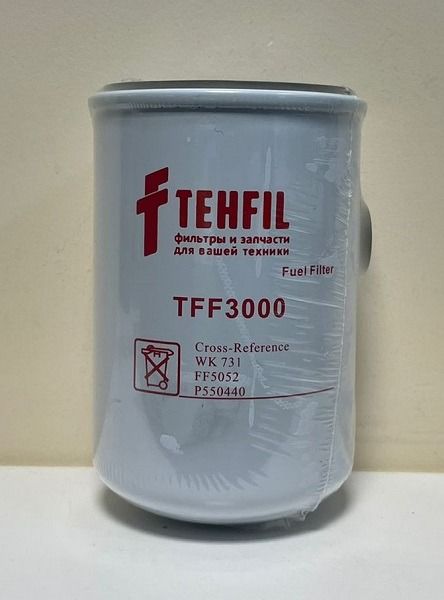 TEHFIL
фильтры и запчасти
для вашей техники
Fuel Filter
TFF3000
Cross-Reference
WK 731
FF5052
P550440